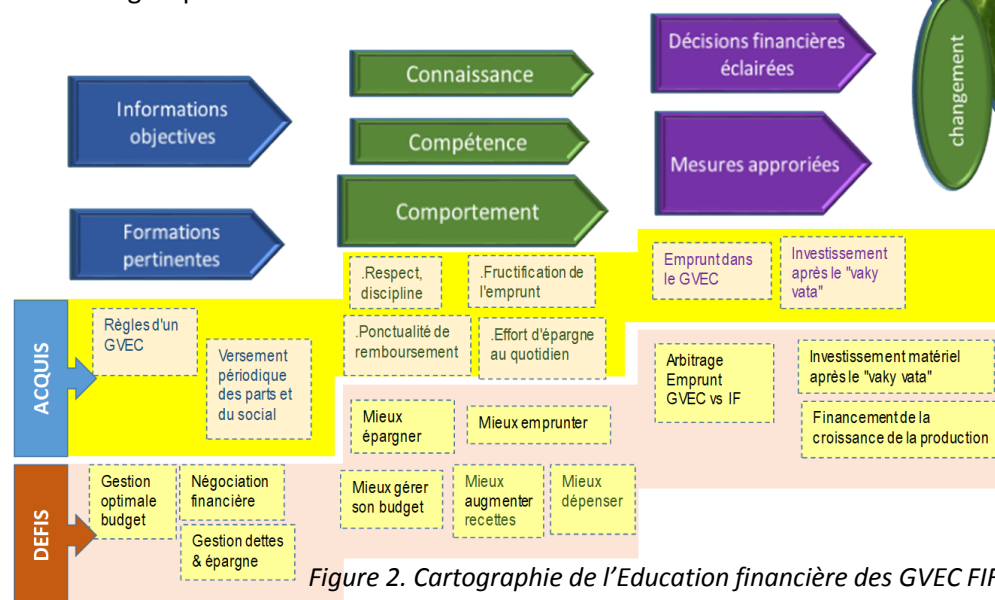 Informations
objectives
Formations
pertinentes
Connaissance
Compétence
Comportement
Décisions financières
éclairées
Mesures approriées
changement
ACQUIS
Règles d'un
GVEC
Versement
périodique
des parts et
du social
.Respect,
discipline
.Fructification de
l'emprunt
.Ponctualité de
remboursement
.Effort d'épargne
au quotidien
Emprunt dans
le GVEC
Investissement
après le "vaky
vata"
Arbitrage
Emprunt
GVEC vs IF
Investissement matériel
après le "vaky vata"
Financement de la
croissance de la production
Mieux
épargner
Mieux emprunter
DEFIS
Gestion
optimale
budget
Négociation
financière
Gestion dettes
& épargne
Mieux gérer
son budget
Mieux
augmenter
recettes
Mieux
dépenser
Figure 2. Cartographie de l'Education financière des GVEC